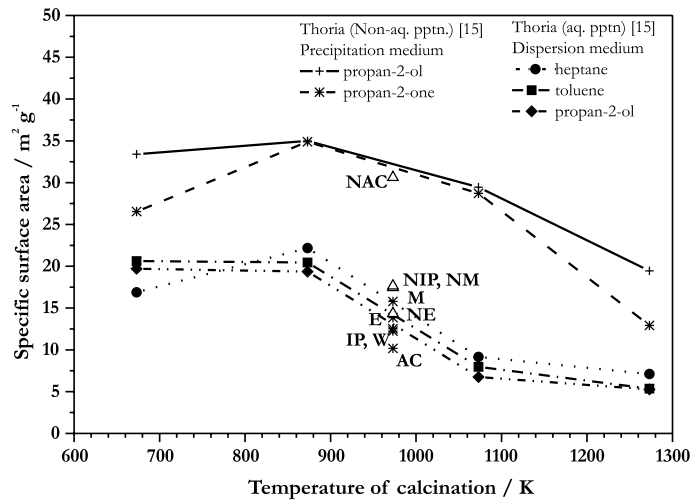 50
45
40
35
30
25
20
15
10
5
0
Specific surface area / m² g⁻¹
Thoria (Non-aq. pptn.) [15]
Precipitation medium
propan-2-ol
propan-2-one
Thoria (aq. pptn) [15]
Dispersion medium
heptane
toluene
propan-2-ol
NAC
NIP, NM
M
NE
E
IP, W
AC
600 700 800 900 1000 1100 1200 1300
Temperature of calcination / K